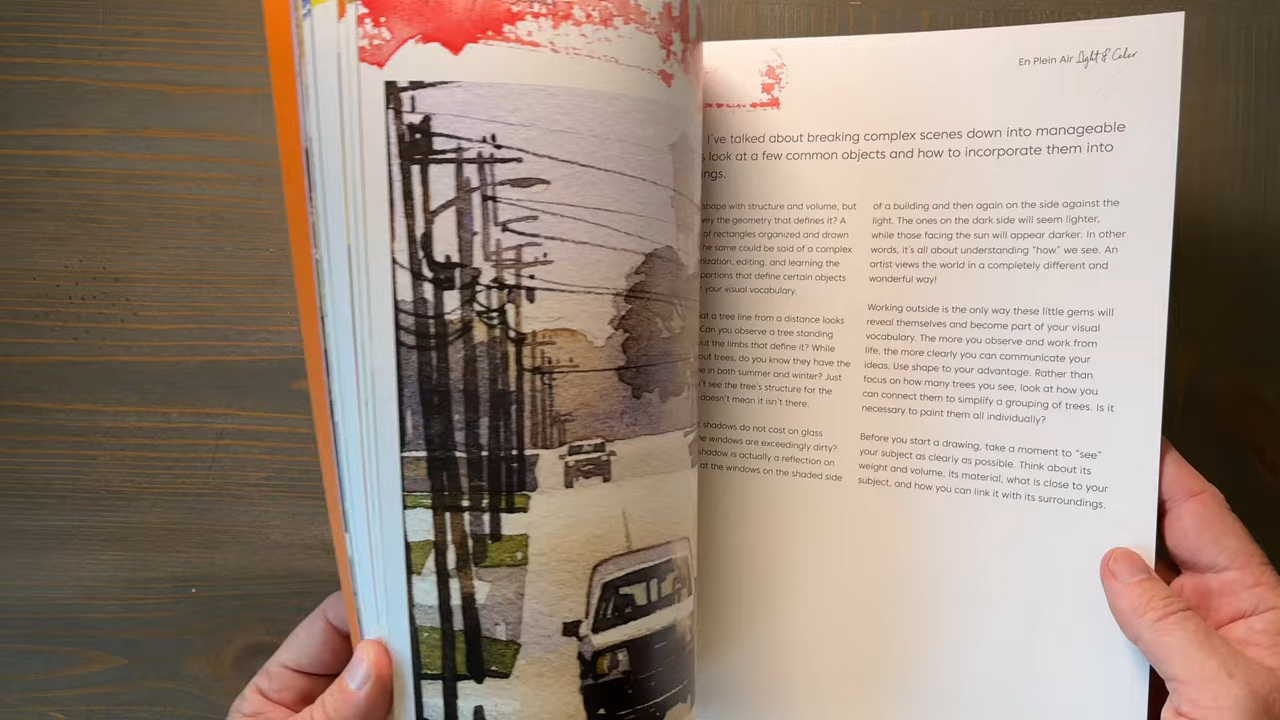 En Plein Air Light & Color
I've talked about breaking complex scenes down into manageable
look at a few common objects and how to incorporate them into
ings.
shape with structure and volume, but
vey the geometry that defines it? A
of rectangles organized and drawn
he same could be said of a complex
nization, editing, and learning the
portions that define certain objects
your visual vocabulary.
at a tree line from a distance looks
Can you observe a tree standing
out the limbs that define it? While
out trees, do you know they have the
e in both summer and winter? Just
't see the tree's structure for the
doesn't mean it isn't there.
shadows do not cast on glass
e windows are exceedingly dirty?
shadow is actually a reflection on
at the windows on the shaded side
of a building and then again on the side against the
light. The ones on the dark side will seem lighter,
while those facing the sun will appear darker. In other
words, it's all about understanding "how" we see. An
artist views the world in a completely different and
wonderful way!
Working outside is the only way these little gems will
reveal themselves and become part of your visual
vocabulary. The more you observe and work from
life, the more clearly you can communicate your
ideas. Use shape to your advantage. Rather than
focus on how many trees you see, look at how you
can connect them to simplify a grouping of trees. Is it
necessary to paint them all individually?
Before you start a drawing, take a moment to "see"
your subject as clearly as possible. Think about its
weight and volume, its material, what is close to your
subject, and how you can link it with its surroundings.